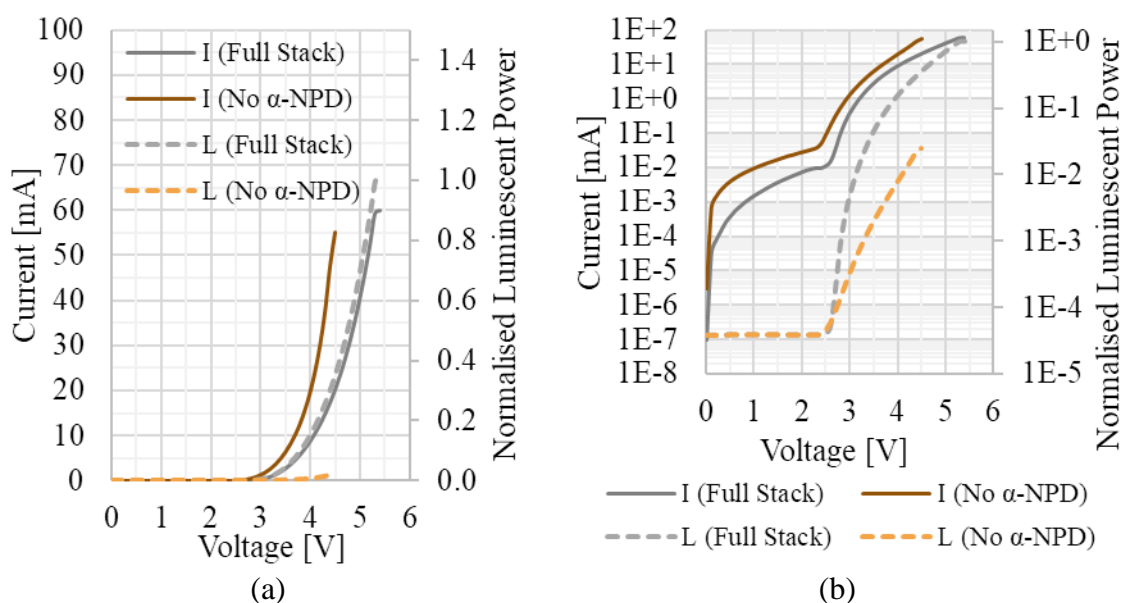 100
90
80
70
60
50
40
30
20
10
0
Current [mA]
I (Full Stack)
I (No α-NPD)
L (Full Stack)
L (No α-NPD)
1.4
1.2
1.0
0.8
0.6
0.4
0.2
0.0
Normalised Luminescent Power
0 1 2 3 4 5 6
Voltage [V]
(a)
1E+2
1E+1
1E+0
1E-1
1E-2
1E-3
1E-4
1E-5
1E-6
1E-7
1E-8
Current [mA]
1E+0
1E-1
1E-2
1E-3
1E-4
1E-5
Normalised Luminescent Power
0 1 2 3 4 5 6
Voltage [V]
I (Full Stack) I (No α-NPD)
L (Full Stack) L (No α-NPD)
(b)